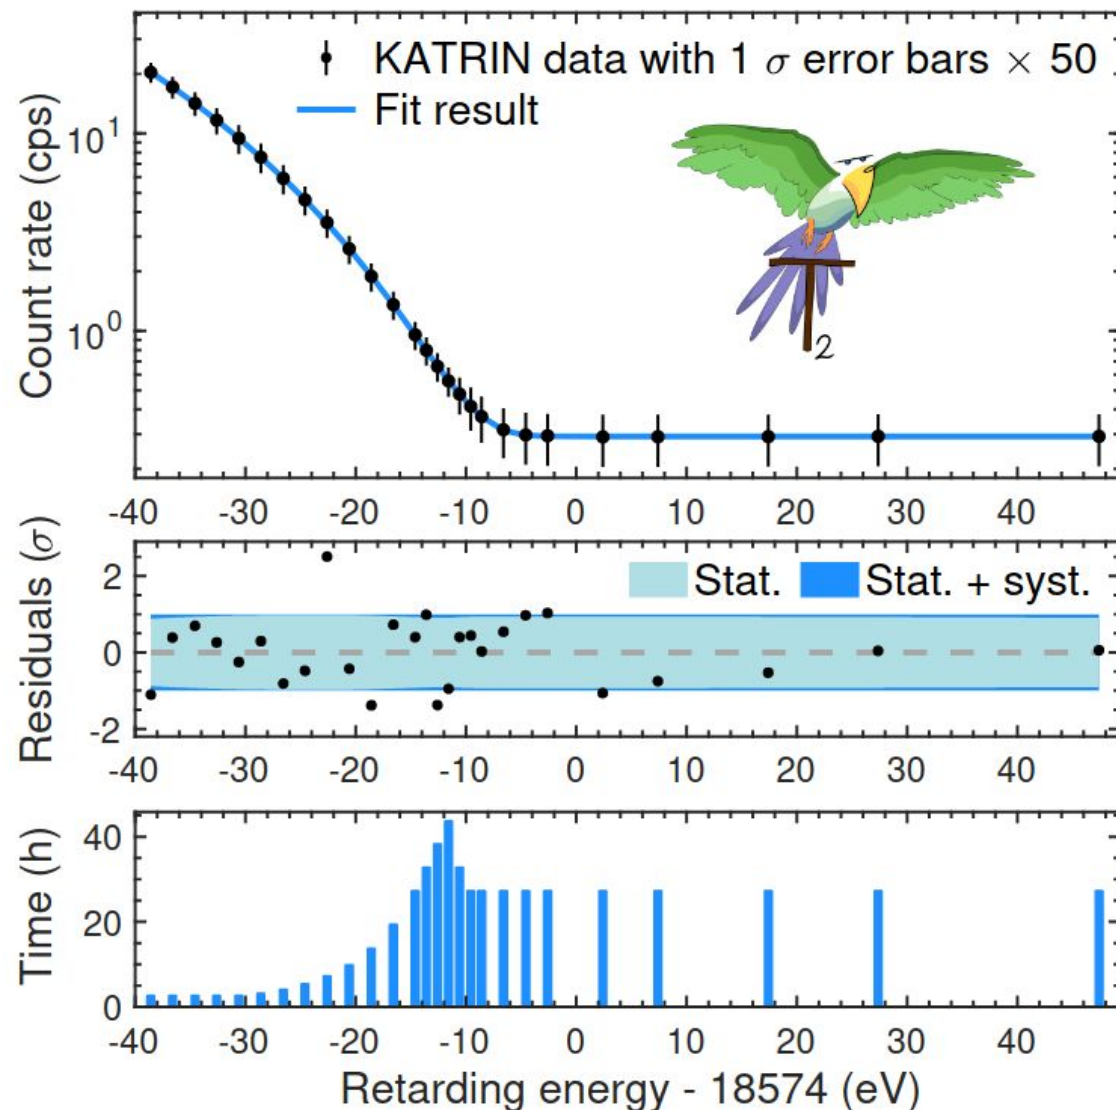 KATRIN data with 1 σ error bars × 50
Fit result
Count rate (cps)
10¹
10⁰
2
-40 -30 -20 -10 0 10 20 30 40
Residuals (σ)
Stat. Stat. + syst.
2
0
-2
-40 -30 -20 -10 0 10 20 30 40
Time (h)
40
20
0
-40 -30 -20 -10 0 10 20 30 40
Retarding energy - 18574 (eV)